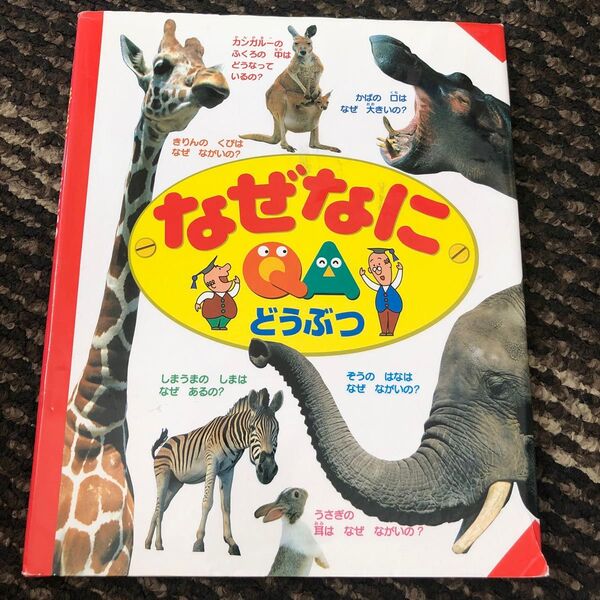 カンガルーの
ふくろの 中は
どうなって
いるの?
かばの 口は
なぜ 大きいの?
きりんの くびは
なぜ ながいの?
なぜなに
QA
どうぶつ
しまうまの しまは
なぜ あるの?
ぞうの はなは
なぜ ながいの?
うさぎの
耳は なぜ ながいの?